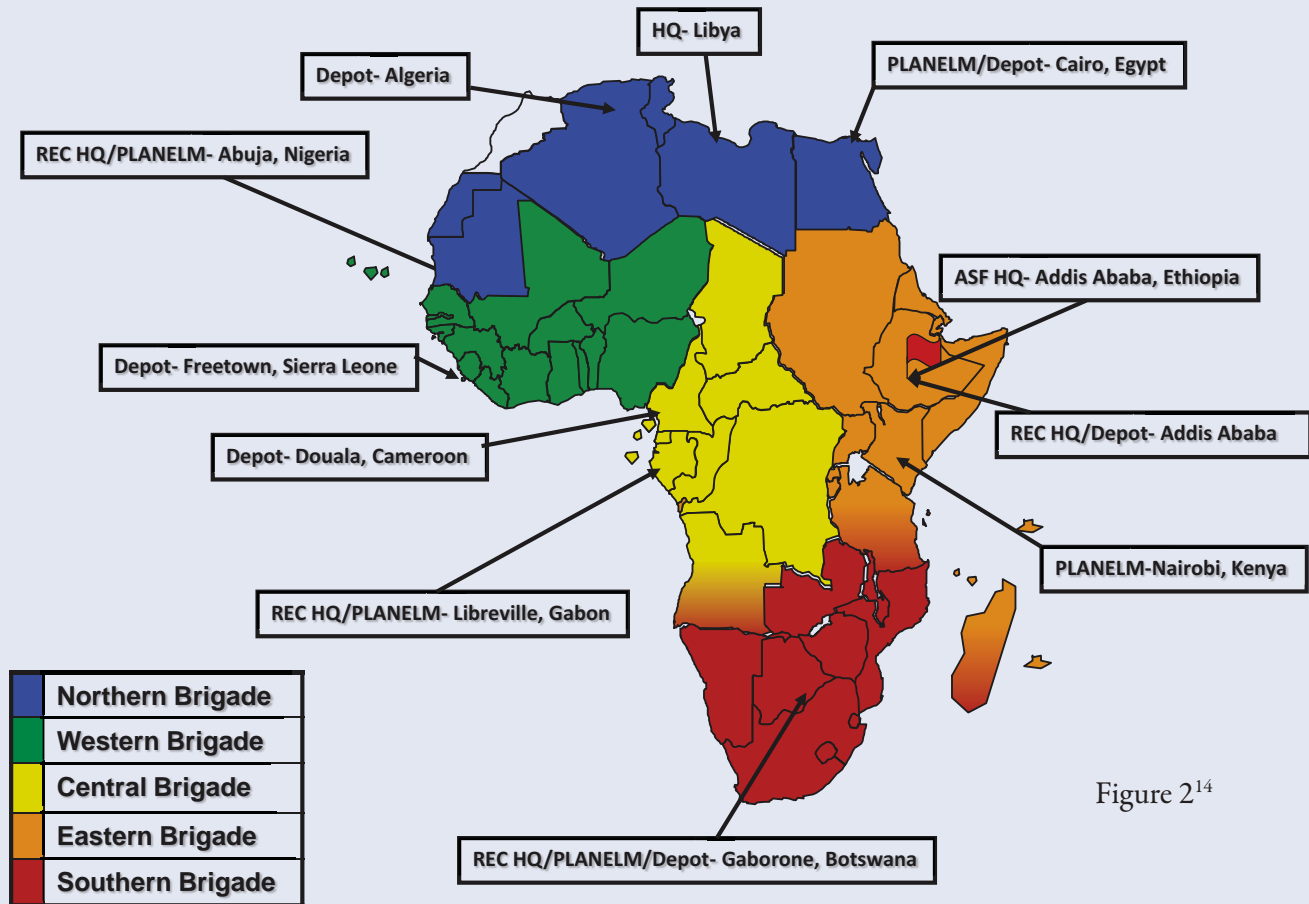 HQ- Libya
Depot- Algeria
PLANELM/Depot- Cairo, Egypt
REC HQ/PLANELM- Abuja, Nigeria
ASF HQ- Addis Ababa, Ethiopia
Depot- Freetown, Sierra Leone
REC HQ/Depot- Addis Ababa
Depot- Douala, Cameroon
PLANELM-Nairobi, Kenya
REC HQ/PLANELM- Libreville, Gabon
Northern Brigade
Western Brigade
Central Brigade
Eastern Brigade
Southern Brigade
Figure 2¹⁴
REC HQ/PLANELM/Depot- Gaborone, Botswana